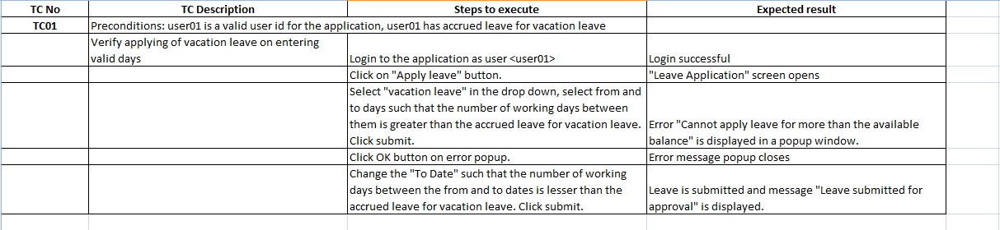 TC No TC Description Steps to execute Expected result
TC01 Preconditions: user01 is a valid user id for the application, user01 has accrued leave for vacation leave
Verify applying of vacation leave on entering
valid days
Login to the application as user <user01>
Login successful
Click on "Apply leave" button.
"Leave Application" screen opens
Select "vacation leave" in the drop down, select from and
to days such that the number of working days between
them is greater than the accrued leave for vacation leave.
Click submit.
Error "Cannot apply leave for more than the available
balance" is displayed in a popup window.
Click OK button on error popup.
Error message popup closes
Change the "To Date" such that the number of working
days between the from and to dates is lesser than the
accrued leave for vacation leave. Click submit.
Leave is submitted and message "Leave submitted for
approval" is displayed.